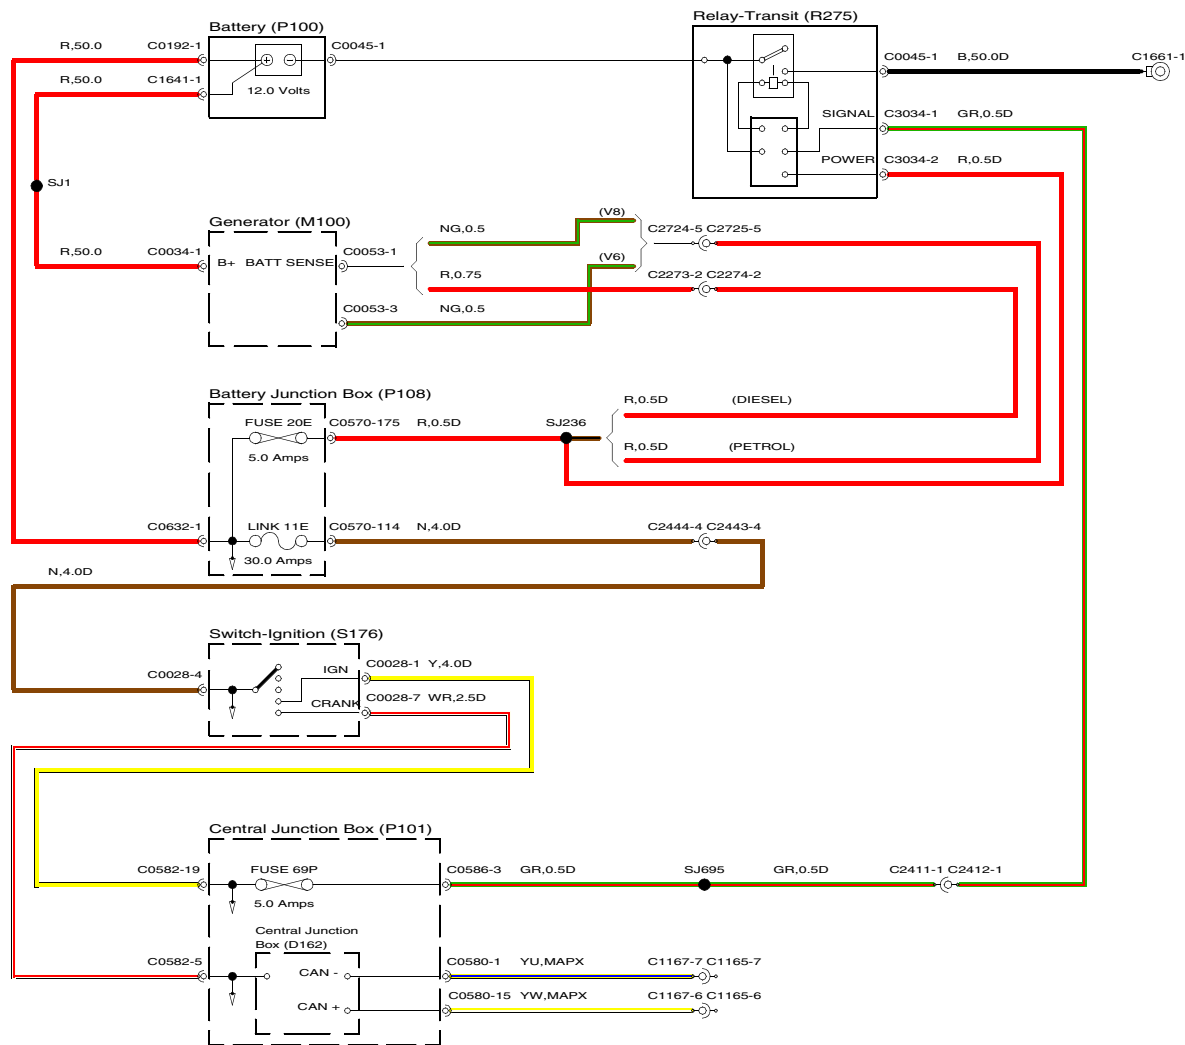 Battery (P100)
Relay-Transit (R275)
R,50.0
C0192-1
C0045-1
C0045-1
B,50.0D
C1661-1
R,50.0
C1641-1
12.0 Volts
SIGNAL
C3034-1
GR,0.5D
POWER
C3034-2
R,0.5D
SJ1
Generator (M100)
(V8)
NG,0.5
C2724-5 C2725-5
R,50.0
C0034-1
B+
BATT SENSE
C0053-1
(V6)
R,0.75
C2273-2 C2274-2
C0053-3
NG,0.5
Battery Junction Box (P108)
R,0.5D
(DIESEL)
FUSE 20E
C0570-175
R,0.5D
SJ236
5.0 Amps
R,0.5D
(PETROL)
C0632-1
LINK 11E
C0570-114
N,4.0D
C2444-4 C2443-4
30.0 Amps
N,4.0D
Switch-Ignition (S176)
C0028-4
IGN
C0028-1 Y,4.0D
CRANK
C0028-7 WR,2.5D
Central Junction Box (P101)
C0582-19
FUSE 69P
C0586-3
GR,0.5D
SJ695
GR,0.5D
C2411-1 C2412-1
5.0 Amps
Central Junction
Box (D162)
C0582-5
CAN -
C0580-1
YU,MAPX
C1167-7 C1165-7
CAN +
C0580-15 YW,MAPX
C1167-6 C1165-6